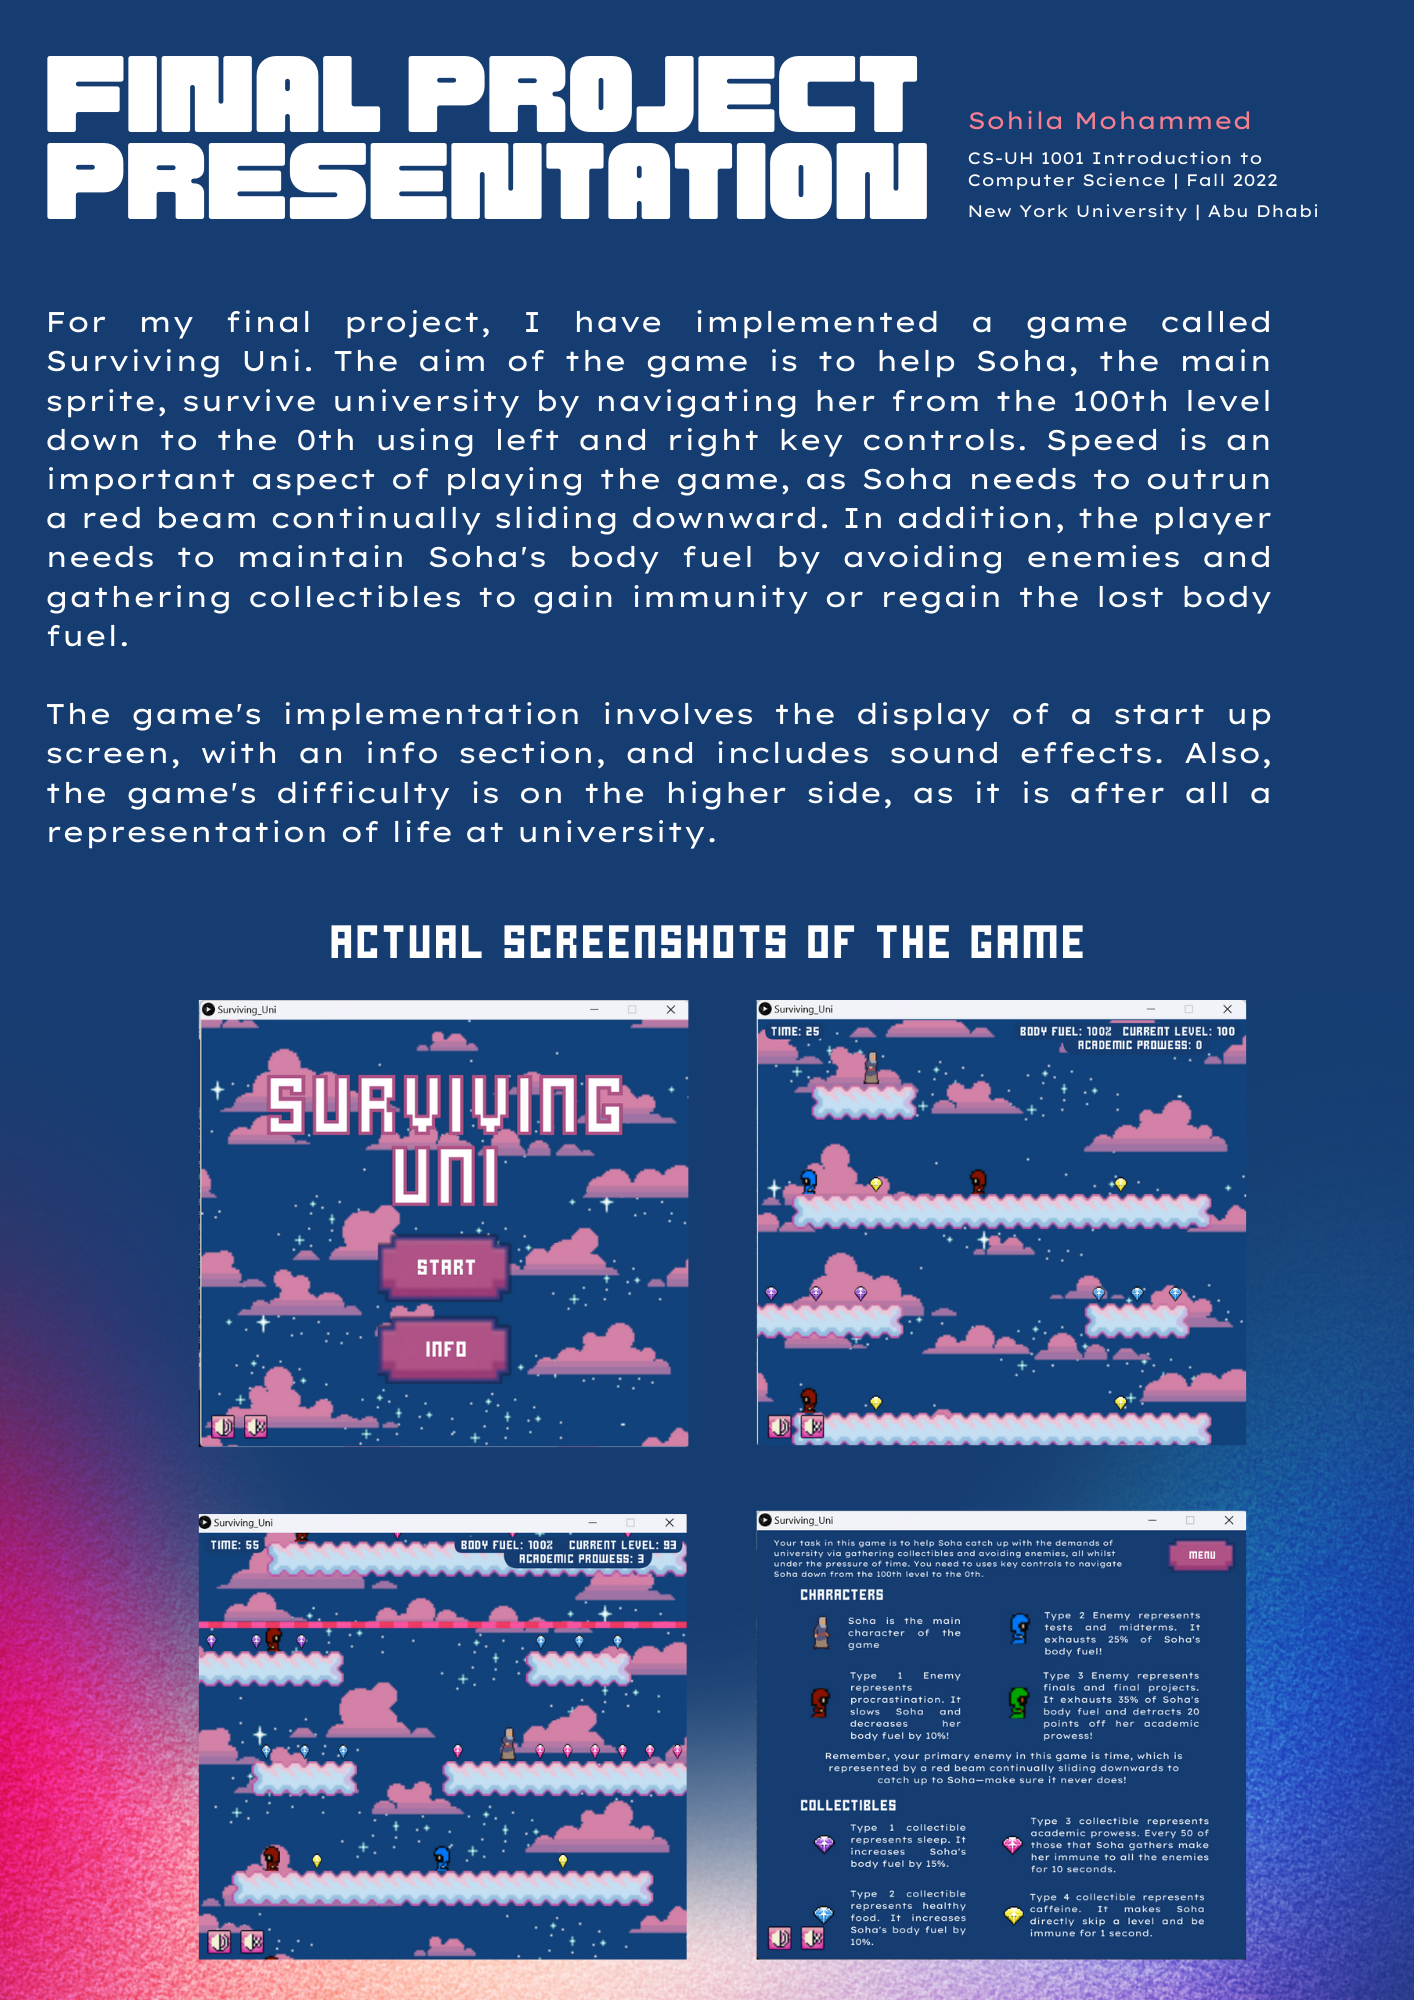 FINAL PROJECT
PRESENTATION
Sohila Mohammed
CS-UH 1001 Introduction to
Computer Science | Fall 2022
New York University | Abu Dhabi
For my final project, I have implemented a game called
Surviving Uni. The aim of the game is to help Soha, the main
sprite, survive university by navigating her from the 100th level
down to the 0th using left and right key controls. Speed is an
important aspect of playing the game, as Soha needs to outrun
a red beam continually sliding downward. In addition, the player
needs to maintain Soha's body fuel by avoiding enemies and
gathering collectibles to gain immunity or regain the lost body
fuel.
The game's implementation involves the display of a start up
screen, with an info section, and includes sound effects. Also,
the game's difficulty is on the higher side, as it is after all a
representation of life at university.
ACTUAL SCREENSHOTS OF THE GAME
Surviving_Uni
SURVIVING
UNI
START
INFO
Surviving_Uni
TIME: 25
BODY FUEL: 100% CURRENT LEVEL: 100
ACADEMIC PROWESS: 0
Surviving_Uni
TIME: 55
BODY FUEL: 100% CURRENT LEVEL: 93
ACADEMIC PROWESS: 3
Surviving_Uni
Your task in this game is to help Soha catch up with the demands of
university via gathering collectibles and avoiding enemies, all whilst
under the pressure of time. You need to uses key controls to navigate
Soha down from the 100th level to the 0th.
MENU
CHARACTERS
Soha is the main
character of the
game
Type 2 Enemy represents
tests and midterms. It
exhausts 25% of Soha's
body fuel!
Type 1 Enemy
represents
procrastination. It
slows Soha and
decreases her
body fuel by 10%!
Type 3 Enemy represents
finals and final projects.
It exhausts 35% of Soha's
body fuel and detracts 20
points off her academic
prowess!
Remember, your primary enemy in this game is time, which is
represented by a red beam continually sliding downwards to
catch up to Soha—make sure it never does!
COLLECTIBLES
Type 1 collectible
represents sleep. It
increases Soha's
body fuel by 15%.
Type 3 collectible represents
academic prowess. Every 50 of
those that Soha gathers make
her immune to all the enemies
for 10 seconds.
Type 2 collectible
represents healthy
food. It increases
Soha's body fuel by
10%.
Type 4 collectible represents
caffeine. It makes Soha
directly skip a level and be
immune for 1 second.